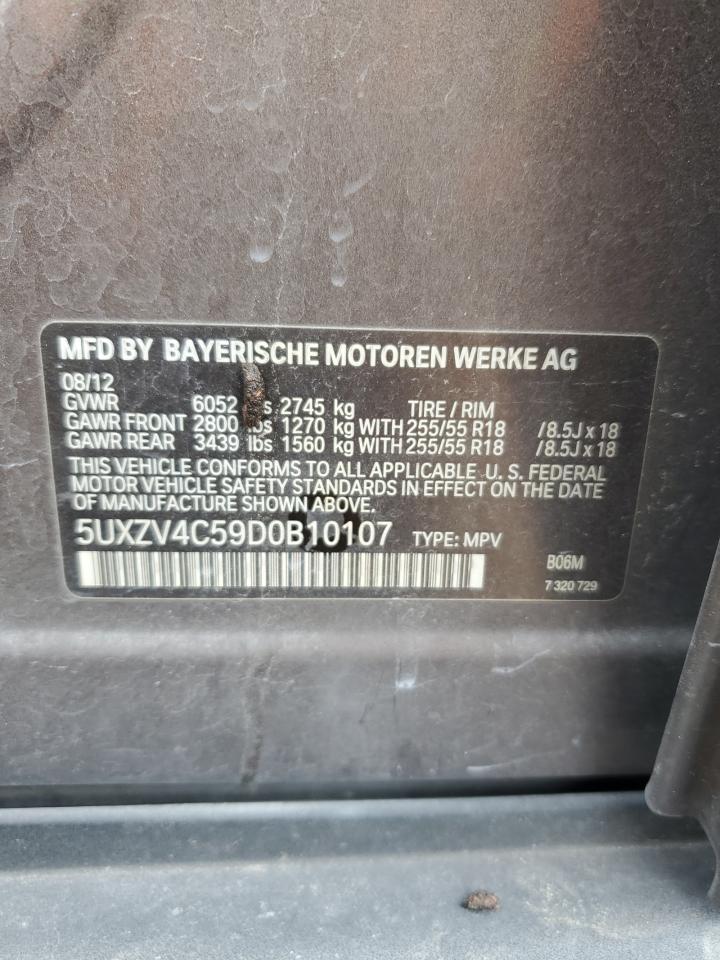 MFD BY BAYERISCHE MOTOREN WERKE AG
08/12
GVWR 6052 2745 kg TIRE / RIM
GAWR FRONT 2800 lbs 1270 kg WITH 255/55 R18 /8.5J x 18
GAWR REAR 3439 lbs 1560 kg WITH 255/55 R18 /8.5J x 18
THIS VEHICLE CONFORMS TO ALL APPLICABLE U. S. FEDERAL
MOTOR VEHICLE SAFETY STANDARDS IN EFFECT ON THE DATE
OF MANUFACTURE SHOWN ABOVE.
5UXZV4C59D0B10107 TYPE: MPV
B06M
7 320 729